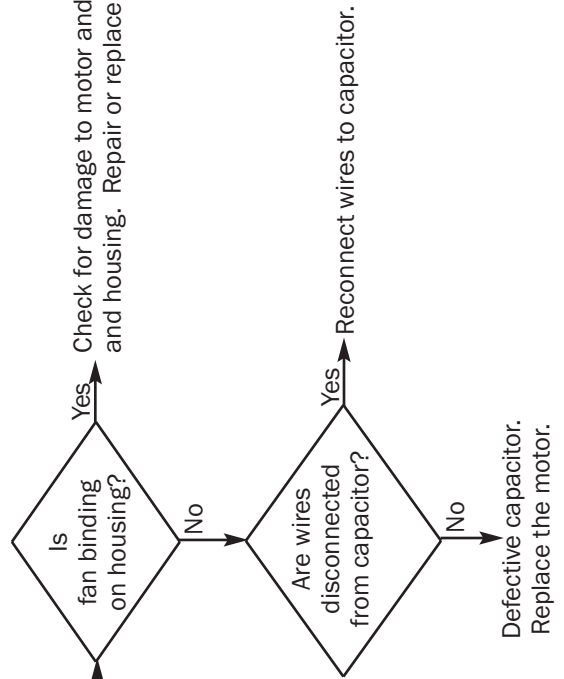 Is
fan binding
on housing?
Yes
Check for damage to motor and
and housing. Repair or replace
No
Are wires
disconnected
from capacitor?
Yes
Reconnect wires to capacitor.
No
Defective capacitor.
Replace the motor.